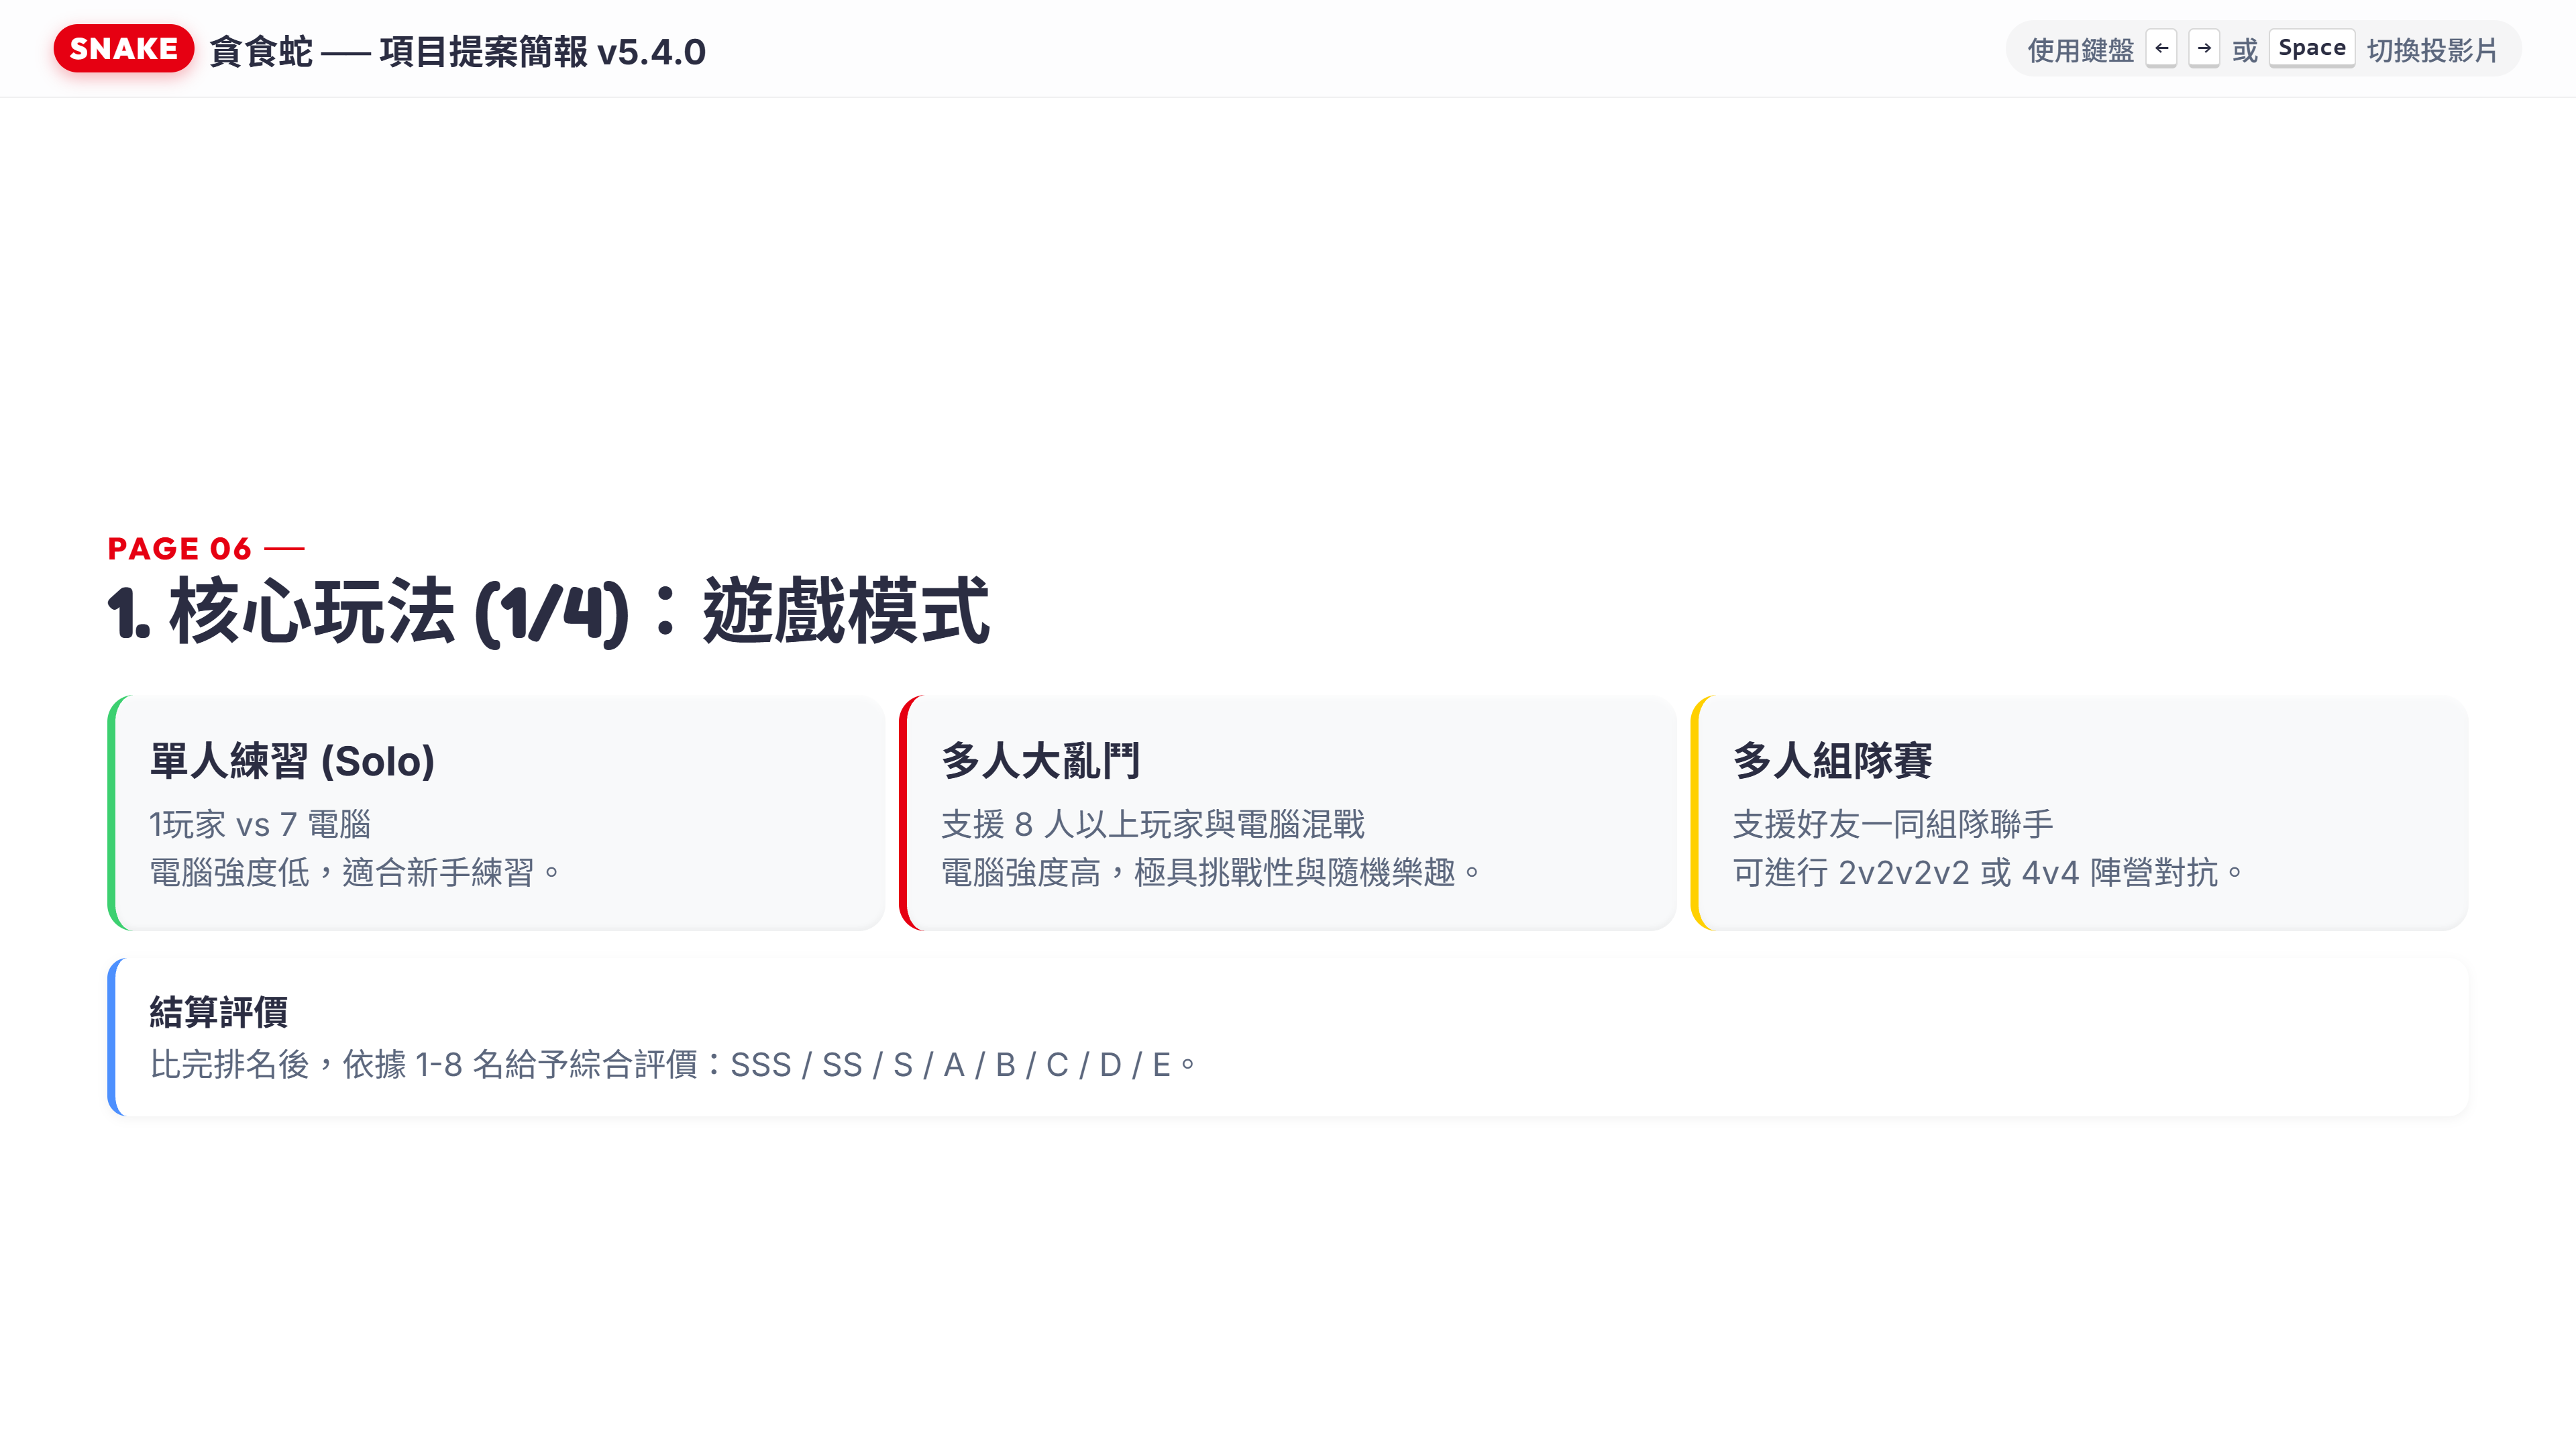 SNAKE 貪食蛇 —— 項目提案簡報 v5.4.0
使用鍵盤 ← → 或 Space 切換投影片
PAGE 06 ——
1. 核心玩法 (1/4)：遊戲模式
單人練習 (Solo)
1玩家 vs 7 電腦
電腦強度低，適合新手練習。
多人大亂鬥
支援 8 人以上玩家與電腦混戰
電腦強度高，極具挑戰性與隨機樂趣。
多人組隊賽
支援好友一同組隊聯手
可進行 2v2v2v2 或 4v4 陣營對抗。
結算評價
比完排名後，依據 1-8 名給予綜合評價：SSS / SS / S / A / B / C / D / E。